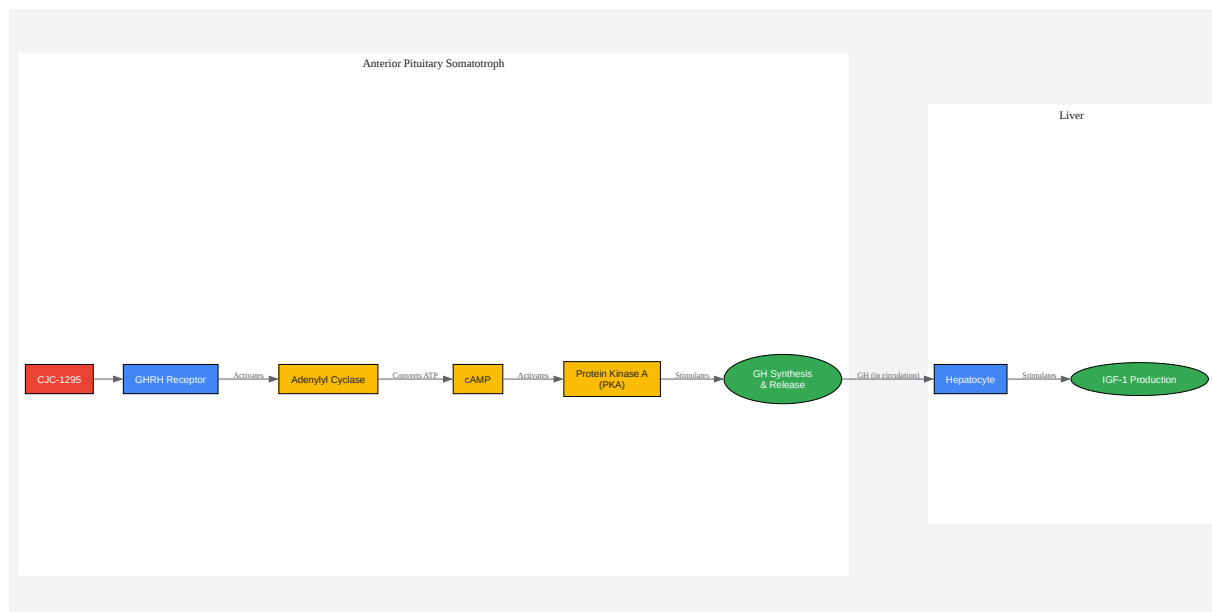 Anterior Pituitary Somatotroph
Liver
CJC-1295
GHRH Receptor
Activates
Adenylyl Cyclase
Converts ATP
cAMP
Activates
Protein Kinase A
(PKA)
Stimulates
GH Synthesis
& Release
GH (in circulation)
Hepatocyte
Stimulates
IGF-1 Production